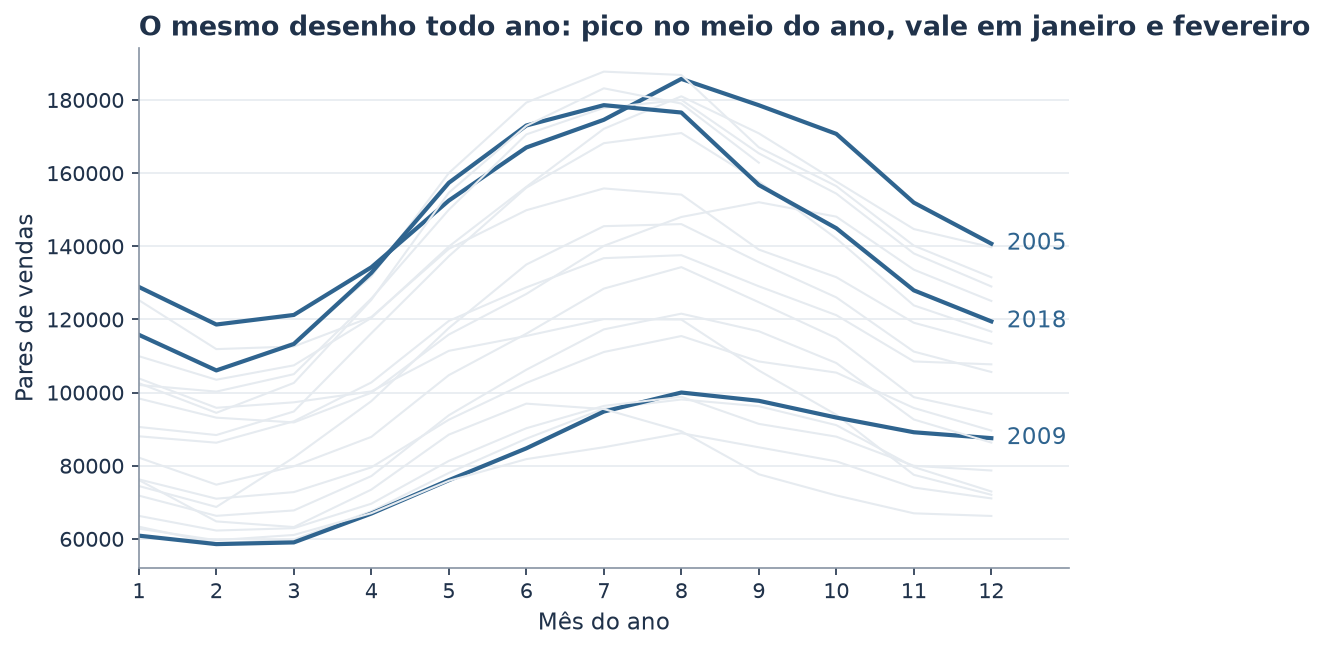 O mesmo desenho todo ano: pico no meio do ano, vale em janeiro e fevereiro
Pares de vendas
180000
160000
140000
120000
100000
80000
60000
2005
2018
2009
1 2 3 4 5 6 7 8 9 10 11 12
Mês do ano